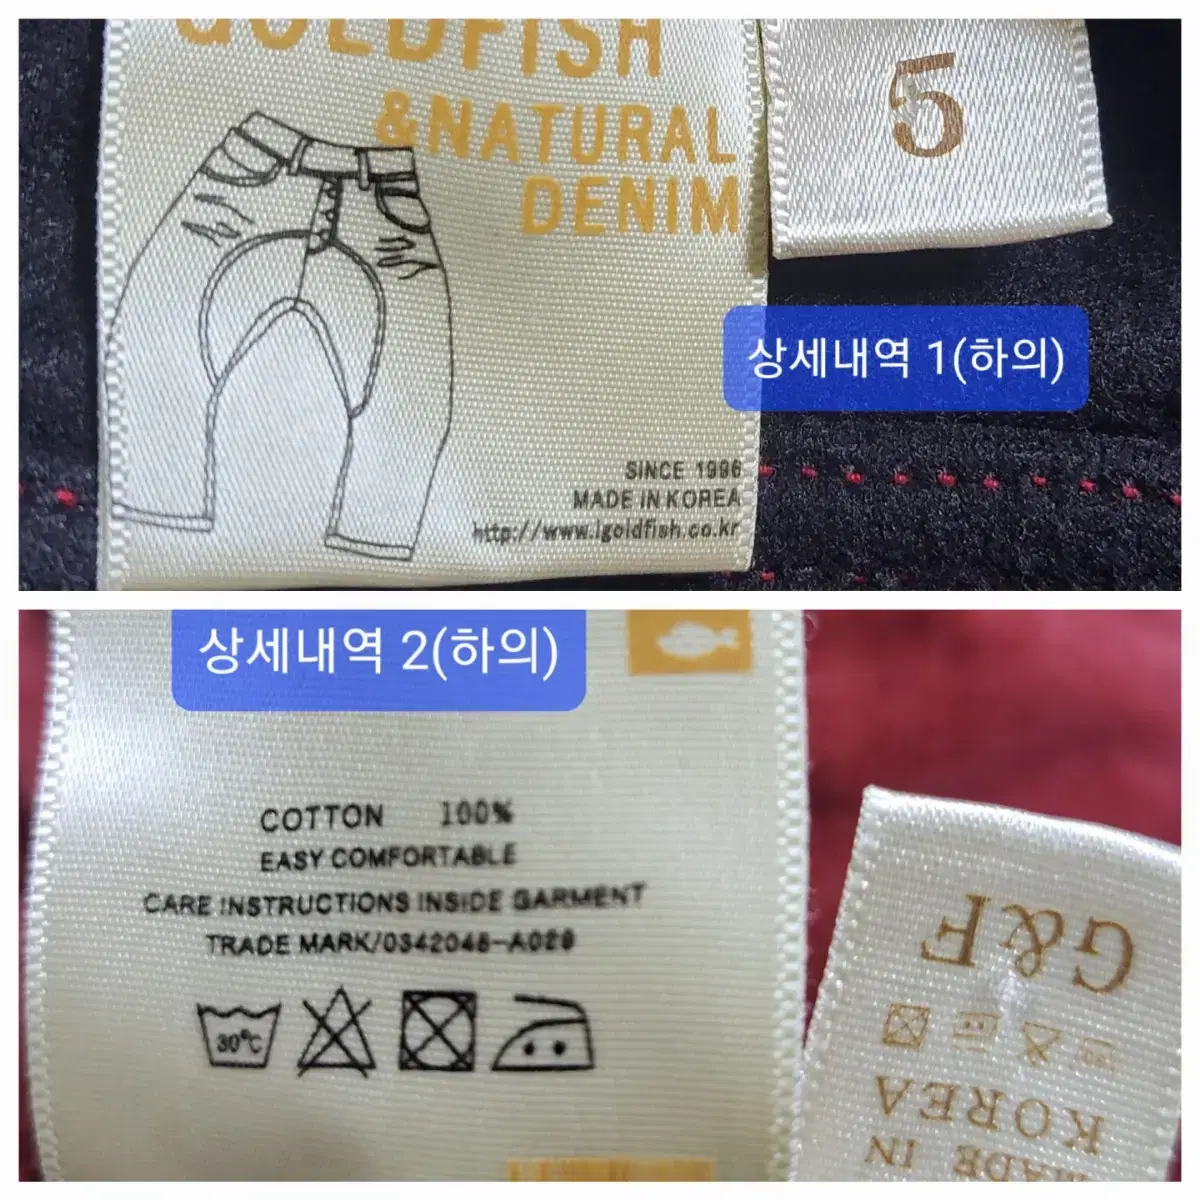 GOLDFISH
&NATURAL
DENIM
5
상세내역 1(하의)
SINCE 1996
MADE IN KOREA
http://www.igoldfish.co.kr
상세내역 2(하의)
COTTON 100%
EASY COMFORTABLE
CARE INSTRUCTIONS INSIDE GARMENT
TRADE MARK/0342048-A029
30℃
G&F
KOREA
MADE IN